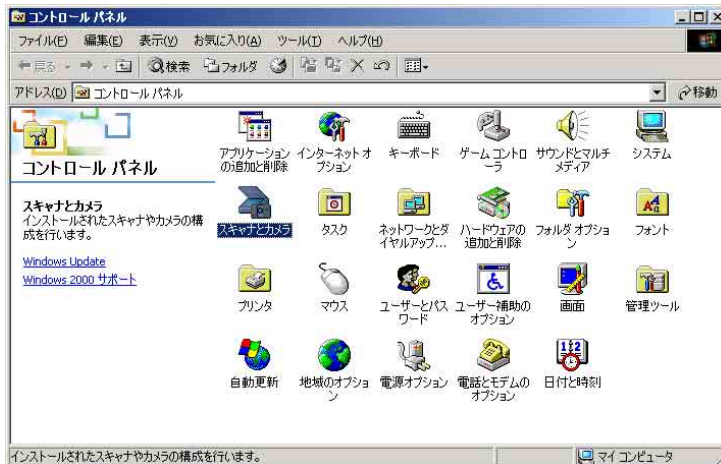 コントロール パネル
ファイル(F) 編集(E) 表示(V) お気に入り(A) ツール(T) ヘルプ(H)
戻る 検索 フォルダ
アドレス(D) コントロール パネル 移動
コントロール パネル
スキャナとカメラ
インストールされたスキャナやカメラの構
成を行います。
Windows Update
Windows 2000 サポート
アプリケーション
の追加と削除
インターネット オ
プション
キーボード
ゲーム コントロ
ーラ
サウンドとマルチ
メディア
システム
スキャナとカメラ
タスク
ネットワークとダ
イヤルアップ...
ハードウェアの
追加と削除
フォルダ オプショ
ン
フォント
プリンタ
マウス
ユーザーとパス
ワード
ユーザー補助の
オプション
画面
管理ツール
自動更新
地域のオプショ
ン
電源オプション
電話とモデムの
オプション
日付と時刻
インストールされたスキャナやカメラの構成を行います。 マイ コンピュータ